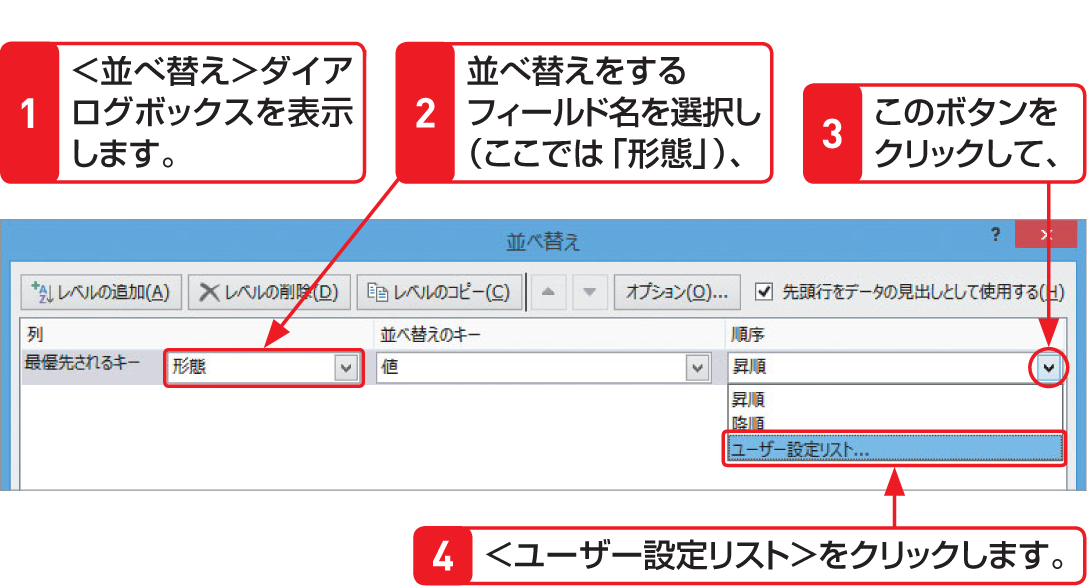 1
＜並べ替え＞ダイア
ログボックスを表示
します。
2
並べ替えをする
フィールド名を選択し
（ここでは「形態」）、
3
このボタンを
クリックして、
並べ替え
?
レベルの追加(A) レベルの削除(D) レベルのコピー(C) オプション(O)... 先頭行をデータの見出しとして使用する(H)
列 並べ替えのキー 順序
最優先されるキー 形態 値 昇順
昇順
降順
ユーザー設定リスト...
4
＜ユーザー設定リスト＞をクリックします。